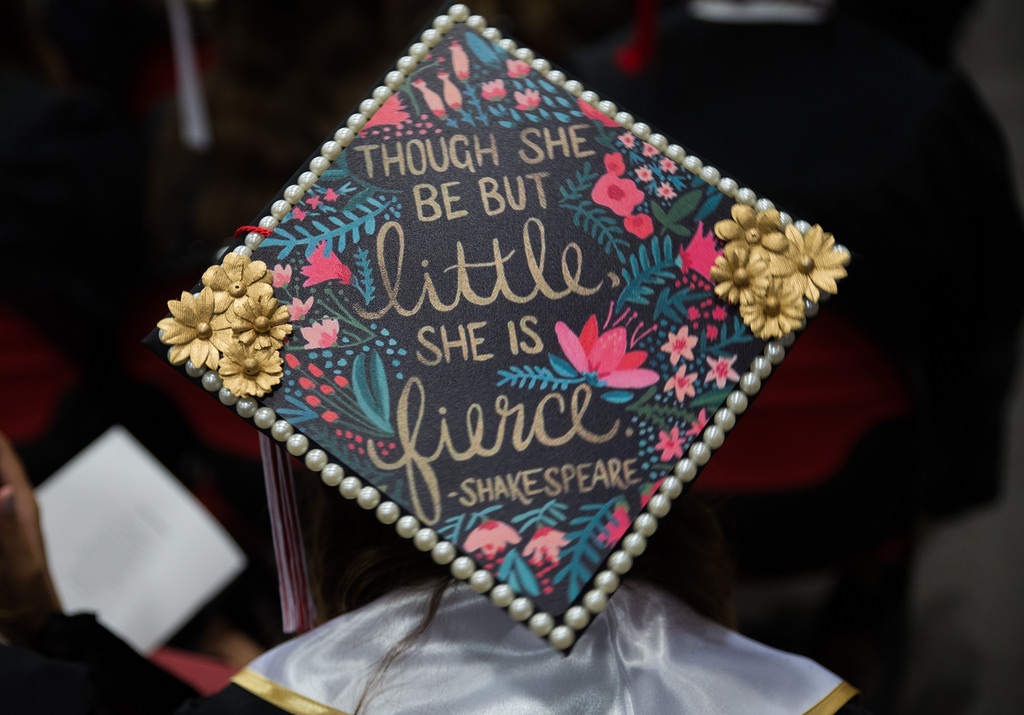 THOUGH SHE
BE BUT
little,
SHE IS
fierce.
-SHAKESPEARE